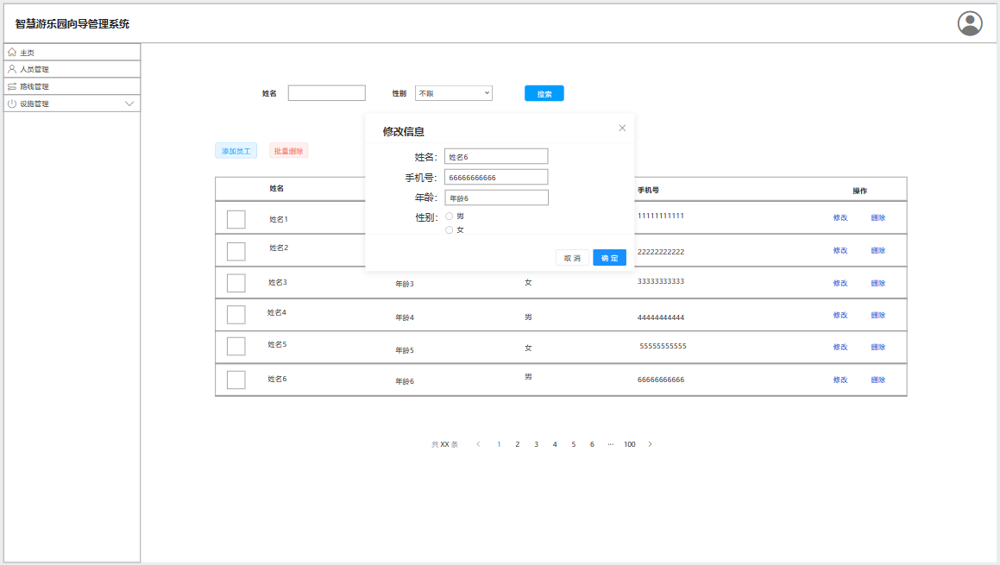 智慧游乐园向导管理系统
主页
人员管理
路线管理
设施管理
姓名 性别 不限 搜索
添加员工 批量删除
修改信息
姓名： 姓名6
手机号： 66666666666
年龄： 年龄6
性别： 男
女
取 消 确 定
姓名 手机号 操作
姓名1 11111111111 修改 删除
姓名2 22222222222 修改 删除
姓名3 年龄3 女 33333333333 修改 删除
姓名4 年龄4 男 44444444444 修改 删除
姓名5 年龄5 女 55555555555 修改 删除
姓名6 年龄6 男 66666666666 修改 删除
共 XX 条 < 1 2 3 4 5 6 ··· 100 >